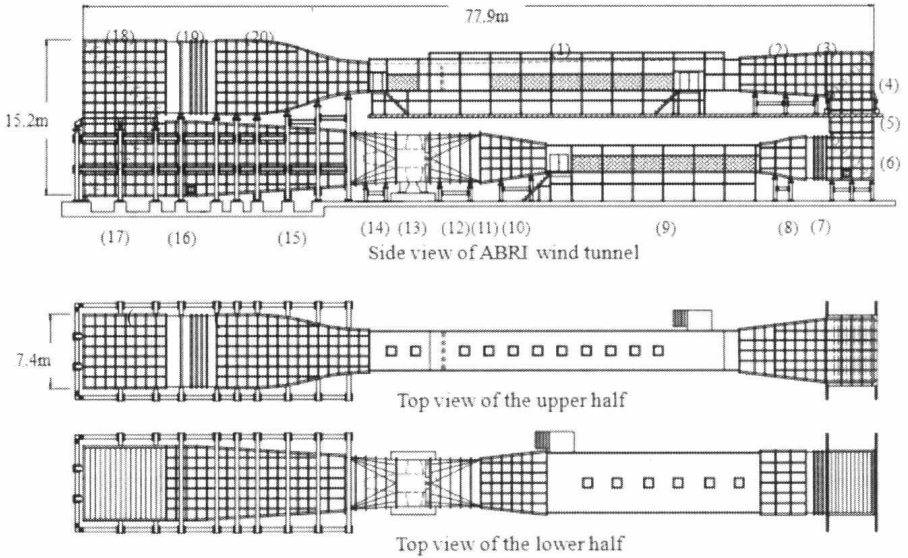 77.9m
(18) (19) (20) (1) (2) (3)
(4)
15.2m
(5)
(6)
(17) (16) (15) (14) (13) (12) (11) (10) (9) (8) (7)
Side view of ABRI wind tunnel
7.4m
Top view of the upper half
Top view of the lower half